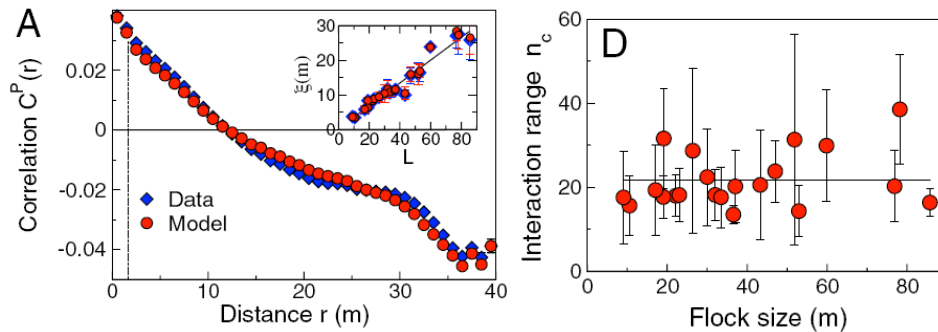 A
Correlation C^P(r)
0.02
0
-0.02
-0.04
0
10
20
30
40
Distance r (m)
Data
Model
ξ(m)
30
20
10
0
0
20
40
60
80
L
D
Interaction range n_c
60
40
20
0
0
20
40
60
80
Flock size (m)